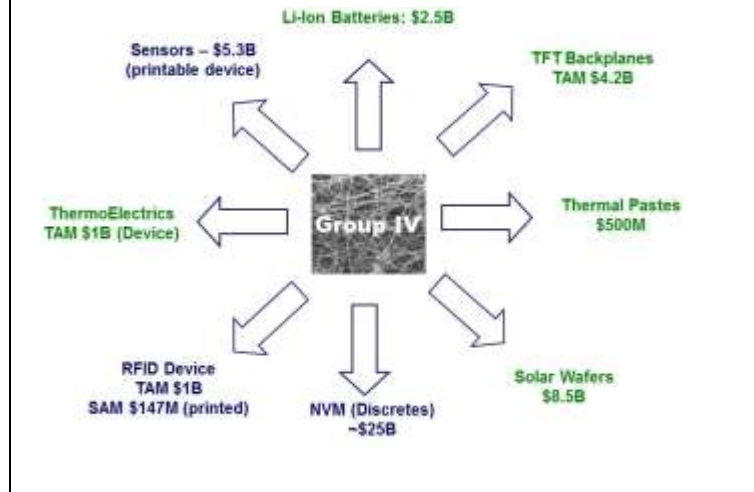 Li-Ion Batteries: $2.5B
Sensors – $5.3B
(printable device)
TFT Backplanes
TAM $4.2B
ThermoElectrics
TAM $1B (Device)
Group IV
Thermal Pastes
$500M
RFID Device
TAM $1B
SAM $147M (printed)
NVM (Discretes)
~$25B
Solar Wafers
$8.5B